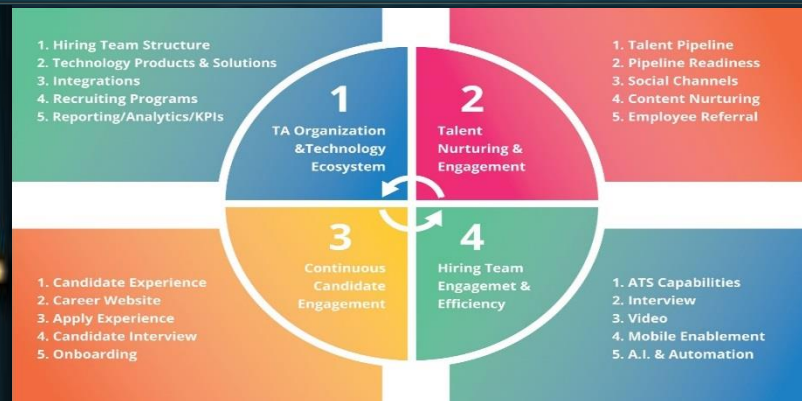 1. Hiring Team Structure
2. Technology Products & Solutions
3. Integrations
4. Recruiting Programs
5. Reporting/Analytics/KPIs
1
TA Organization
&Technology
Ecosystem
2
Talent
Nurturing &
Engagement
1. Talent Pipeline
2. Pipeline Readiness
3. Social Channels
4. Content Nurturing
5. Employee Referral
1. Candidate Experience
2. Career Website
3. Apply Experience
4. Candidate Interview
5. Onboarding
3
Continuous
Candidate
Engagement
4
Hiring Team
Engagemet &
Efficiency
1. ATS Capabilities
2. Interview
3. Video
4. Mobile Enablement
5. A.I. & Automation